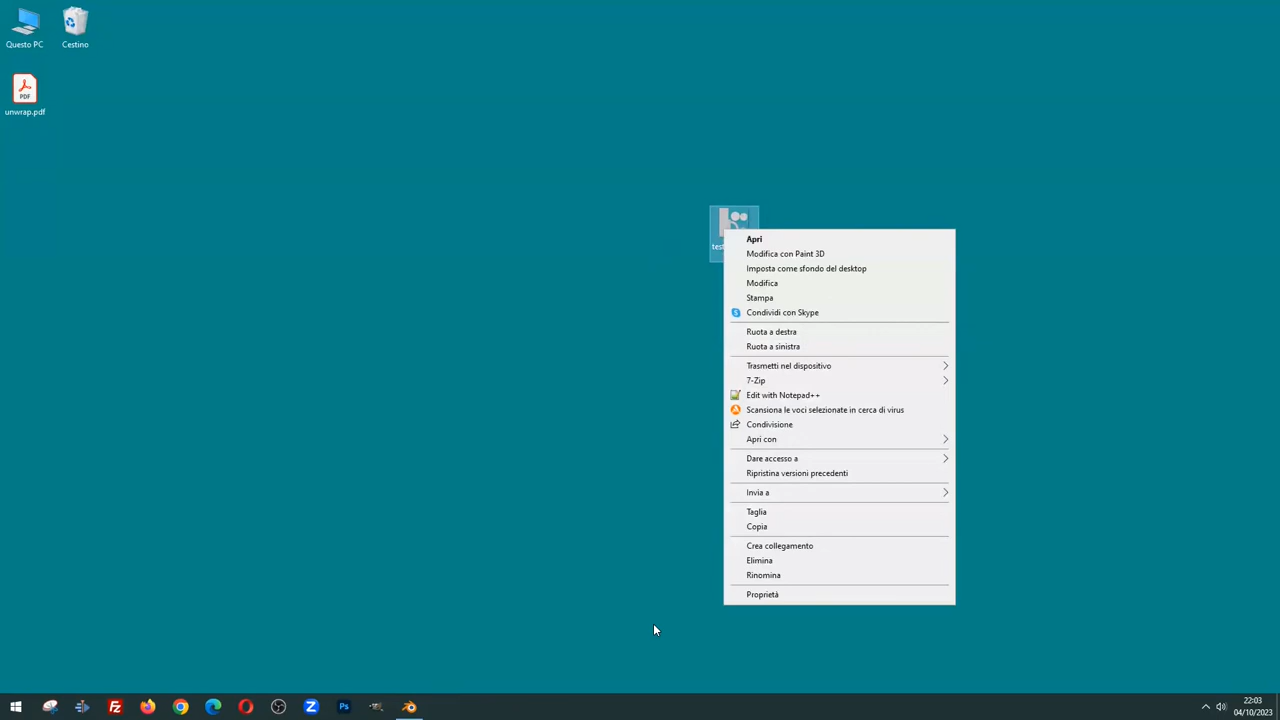 Questo PC
Cestino
unwrap.pdf
PDF
Apri
Modifica con Paint 3D
Imposta come sfondo del desktop
Modifica
Stampa
Condividi con Skype
Ruota a destra
Ruota a sinistra
Trasmetti nel dispositivo
7-Zip
Edit with Notepad++
Scansiona le voci selezionate in cerca di virus
Condivisione
Apri con
Dare accesso a
Ripristina versioni precedenti
Invia a
Taglia
Copia
Crea collegamento
Elimina
Rinomina
Proprietà
Fz
Z
Ps
22:03
04/10/2023